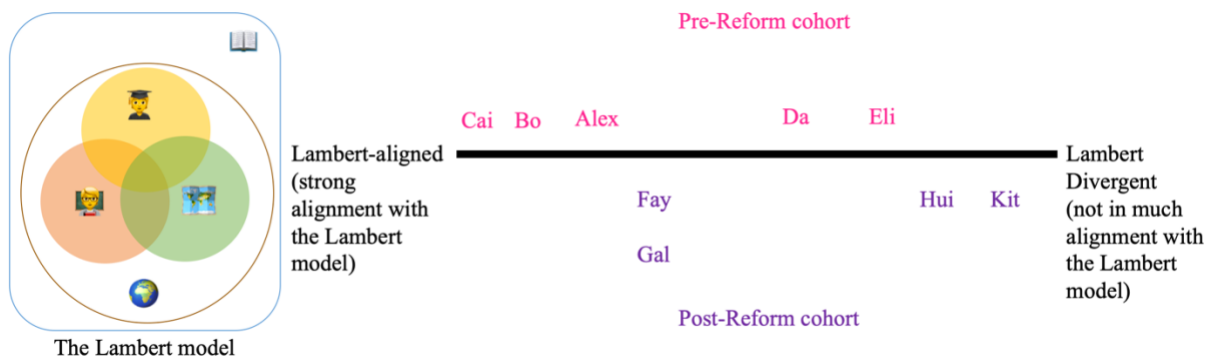 Pre-Reform cohort
Cai Bo Alex Da Eli
Lambert-aligned
(strong
alignment with
the Lambert
model)
Lambert
Divergent
(not in much
alignment with
the Lambert
model)
Fay Hui Kit
Gal
Post-Reform cohort
The Lambert model